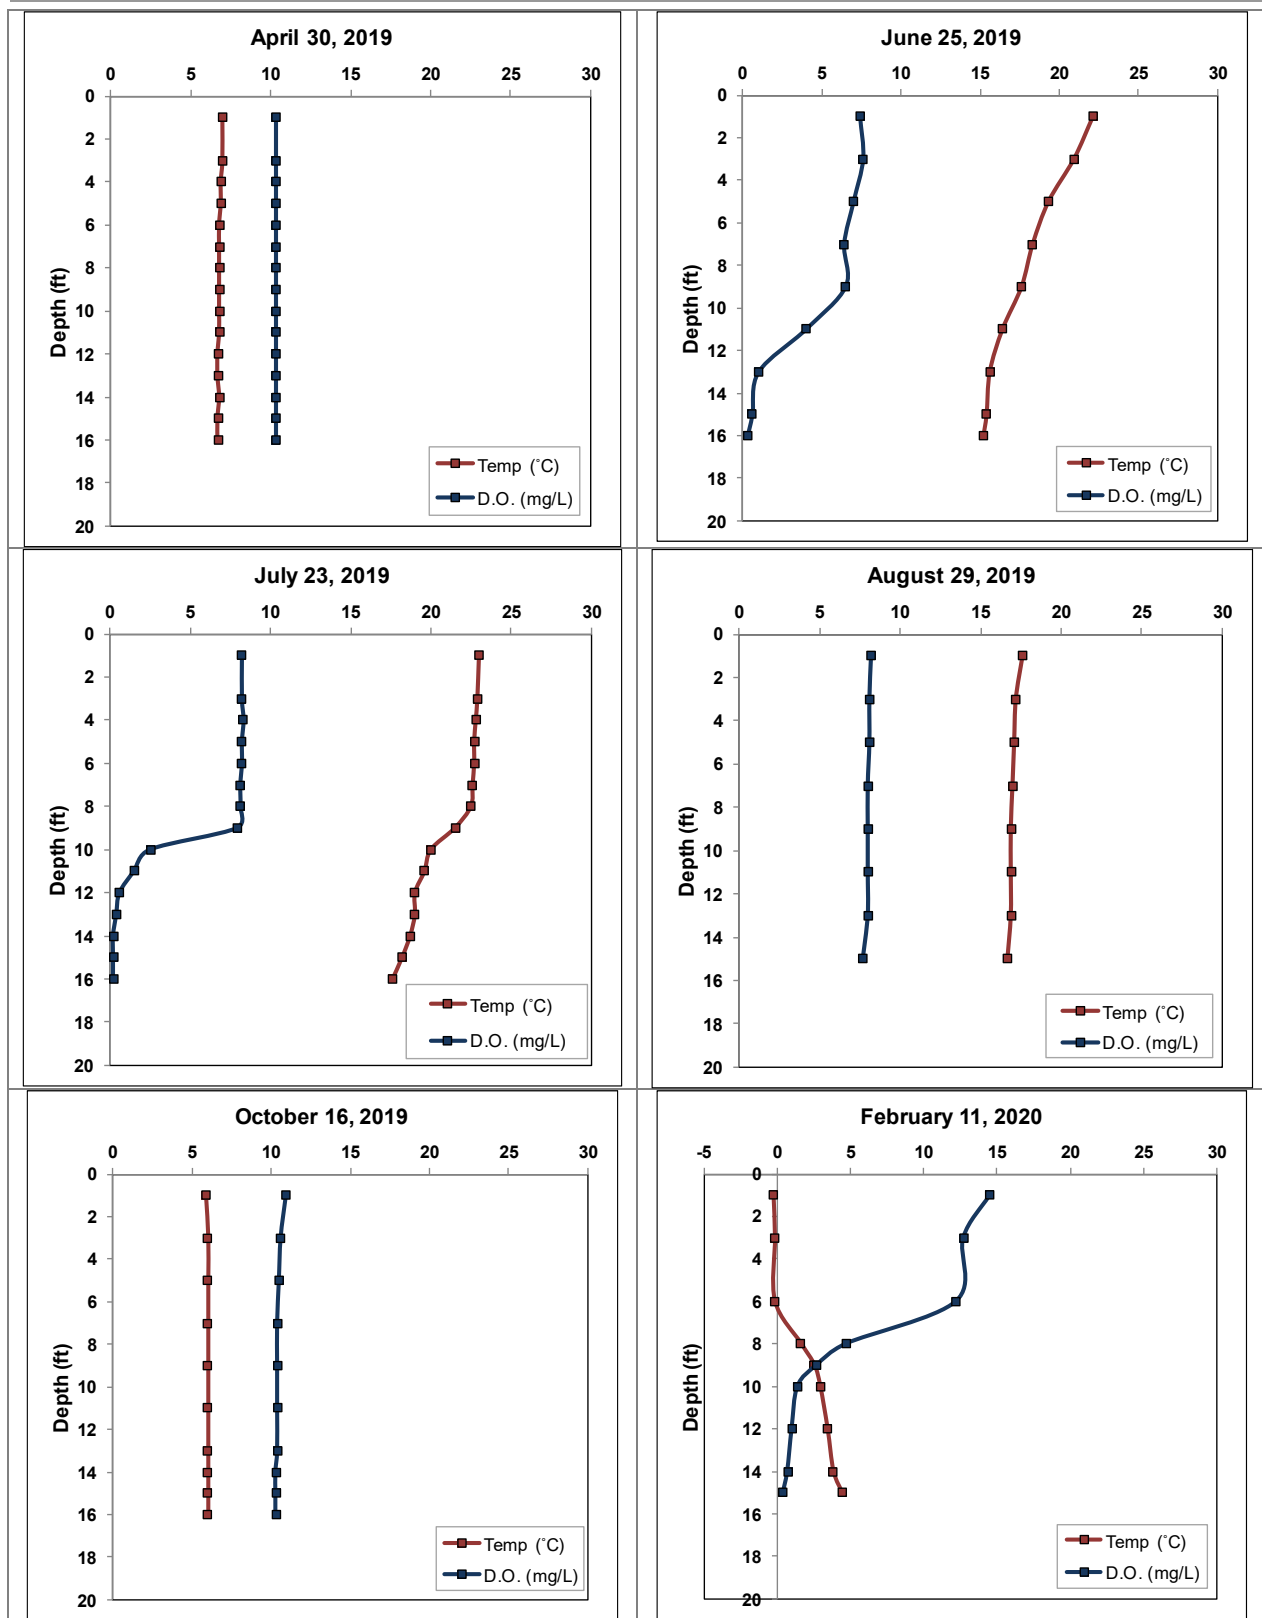 April 30, 2019
0 5 10 15 20 25 30
0
2
4
6
8
10
12
14
16
18
20
Depth (ft)
Temp (˚C)
D.O. (mg/L)
June 25, 2019
0 5 10 15 20 25 30
0
2
4
6
8
10
12
14
16
18
20
Depth (ft)
Temp (˚C)
D.O. (mg/L)
July 23, 2019
0 5 10 15 20 25 30
0
2
4
6
8
10
12
14
16
18
20
Depth (ft)
Temp (˚C)
D.O. (mg/L)
August 29, 2019
0 5 10 15 20 25 30
0
2
4
6
8
10
12
14
16
18
20
Depth (ft)
Temp (˚C)
D.O. (mg/L)
October 16, 2019
0 5 10 15 20 25 30
0
2
4
6
8
10
12
14
16
18
20
Depth (ft)
Temp (˚C)
D.O. (mg/L)
February 11, 2020
-5 0 5 10 15 20 25 30
0
2
4
6
8
10
12
14
16
18
20
Depth (ft)
Temp (˚C)
D.O. (mg/L)